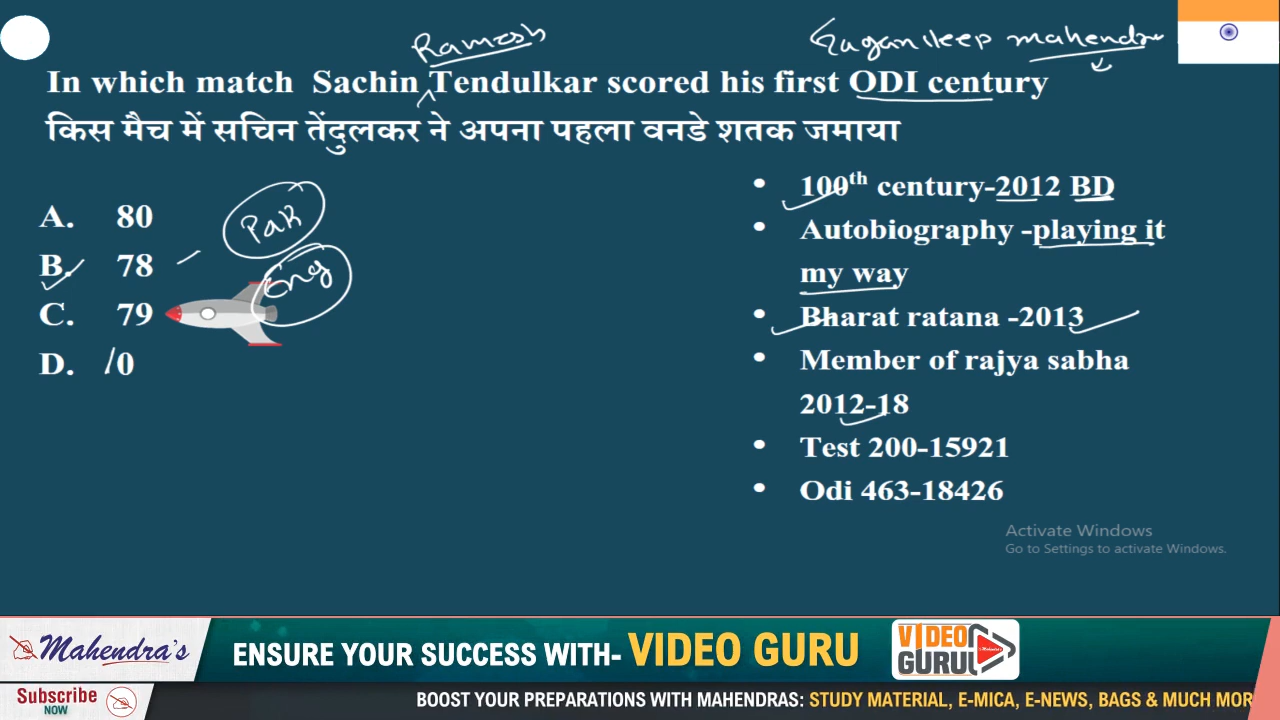 Ramesh
Gagandeep mahendra
In which match Sachin Tendulkar scored his first ODI century
किस मैच में सचिन तेंदुलकर ने अपना पहला वनडे शतक जमाया
A. 80
B. 78
C. 79
D. 70
Pak
Eng
• 100th century-2012 BD
• Autobiography -playing it
my way
• Bharat ratana -2013
• Member of rajya sabha
2012-18
• Test 200-15921
• Odi 463-18426
Activate Windows
Go to Settings to activate Windows.
Mahendra's
ENSURE YOUR SUCCESS WITH- VIDEO GURU
VIDEO
GURU
Subscribe
NOW
BOOST YOUR PREPARATIONS WITH MAHENDRAS: STUDY MATERIAL, E-MICA, E-NEWS, BAGS & MUCH MOR